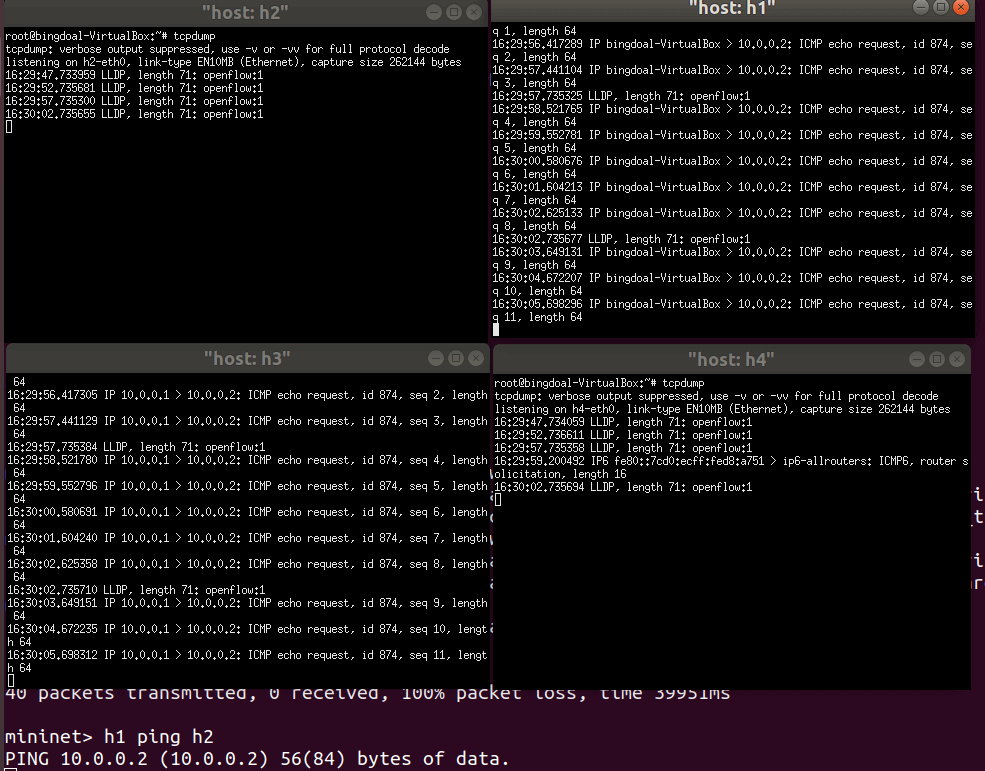 "host: h2"
root@bingdoal-VirtualBox:~# tcpdump
tcpdump: verbose output suppressed, use -v or -vv for full protocol decode
listening on h2-eth0, link-type EN10MB (Ethernet), capture size 262144 bytes
16:29:47.733959 LLDP, length 71: openflow:1
16:29:52.735681 LLDP, length 71: openflow:1
16:29:57.735300 LLDP, length 71: openflow:1
16:30:02.735655 LLDP, length 71: openflow:1
"host: h1"
q 1, length 64
16:29:56.417289 IP bingdoal-VirtualBox > 10.0.0.2: ICMP echo request, id 874, se
q 2, length 64
16:29:57.441104 IP bingdoal-VirtualBox > 10.0.0.2: ICMP echo request, id 874, se
q 3, length 64
16:29:57.735325 LLDP, length 71: openflow:1
16:29:58.521765 IP bingdoal-VirtualBox > 10.0.0.2: ICMP echo request, id 874, se
q 4, length 64
16:29:59.552781 IP bingdoal-VirtualBox > 10.0.0.2: ICMP echo request, id 874, se
q 5, length 64
16:30:00.580676 IP bingdoal-VirtualBox > 10.0.0.2: ICMP echo request, id 874, se
q 6, length 64
16:30:01.604213 IP bingdoal-VirtualBox > 10.0.0.2: ICMP echo request, id 874, se
q 7, length 64
16:30:02.625133 IP bingdoal-VirtualBox > 10.0.0.2: ICMP echo request, id 874, se
q 8, length 64
16:30:02.735677 LLDP, length 71: openflow:1
16:30:03.649131 IP bingdoal-VirtualBox > 10.0.0.2: ICMP echo request, id 874, se
q 9, length 64
16:30:04.672207 IP bingdoal-VirtualBox > 10.0.0.2: ICMP echo request, id 874, se
q 10, length 64
16:30:05.698296 IP bingdoal-VirtualBox > 10.0.0.2: ICMP echo request, id 874, se
q 11, length 64
"host: h3"
64
16:29:56.417305 IP 10.0.0.1 > 10.0.0.2: ICMP echo request, id 874, seq 2, length
64
16:29:57.441129 IP 10.0.0.1 > 10.0.0.2: ICMP echo request, id 874, seq 3, length
64
16:29:57.735384 LLDP, length 71: openflow:1
16:29:58.521780 IP 10.0.0.1 > 10.0.0.2: ICMP echo request, id 874, seq 4, length
64
16:29:59.552796 IP 10.0.0.1 > 10.0.0.2: ICMP echo request, id 874, seq 5, length
64
16:30:00.580691 IP 10.0.0.1 > 10.0.0.2: ICMP echo request, id 874, seq 6, length
64
16:30:01.604240 IP 10.0.0.1 > 10.0.0.2: ICMP echo request, id 874, seq 7, length
64
16:30:02.625358 IP 10.0.0.1 > 10.0.0.2: ICMP echo request, id 874, seq 8, length
64
16:30:02.735710 LLDP, length 71: openflow:1
16:30:03.649151 IP 10.0.0.1 > 10.0.0.2: ICMP echo request, id 874, seq 9, length
64
16:30:04.672235 IP 10.0.0.1 > 10.0.0.2: ICMP echo request, id 874, seq 10, lengt
h 64
16:30:05.698312 IP 10.0.0.1 > 10.0.0.2: ICMP echo request, id 874, seq 11, lengt
h 64
"host: h4"
root@bingdoal-VirtualBox:~# tcpdump
tcpdump: verbose output suppressed, use -v or -vv for full protocol decode
listening on h4-eth0, link-type EN10MB (Ethernet), capture size 262144 bytes
16:29:47.734059 LLDP, length 71: openflow:1
16:29:52.736611 LLDP, length 71: openflow:1
16:29:57.735358 LLDP, length 71: openflow:1
16:29:59.200492 IP6 fe80::7cd0:ecff:fed8:a751 > ip6-allrouters: ICMP6, router s
olicitation, length 16
16:30:02.735694 LLDP, length 71: openflow:1
40 packets transmitted, 0 received, 100% packet loss, time 39951ms
mininet> h1 ping h2
PING 10.0.0.2 (10.0.0.2) 56(84) bytes of data.